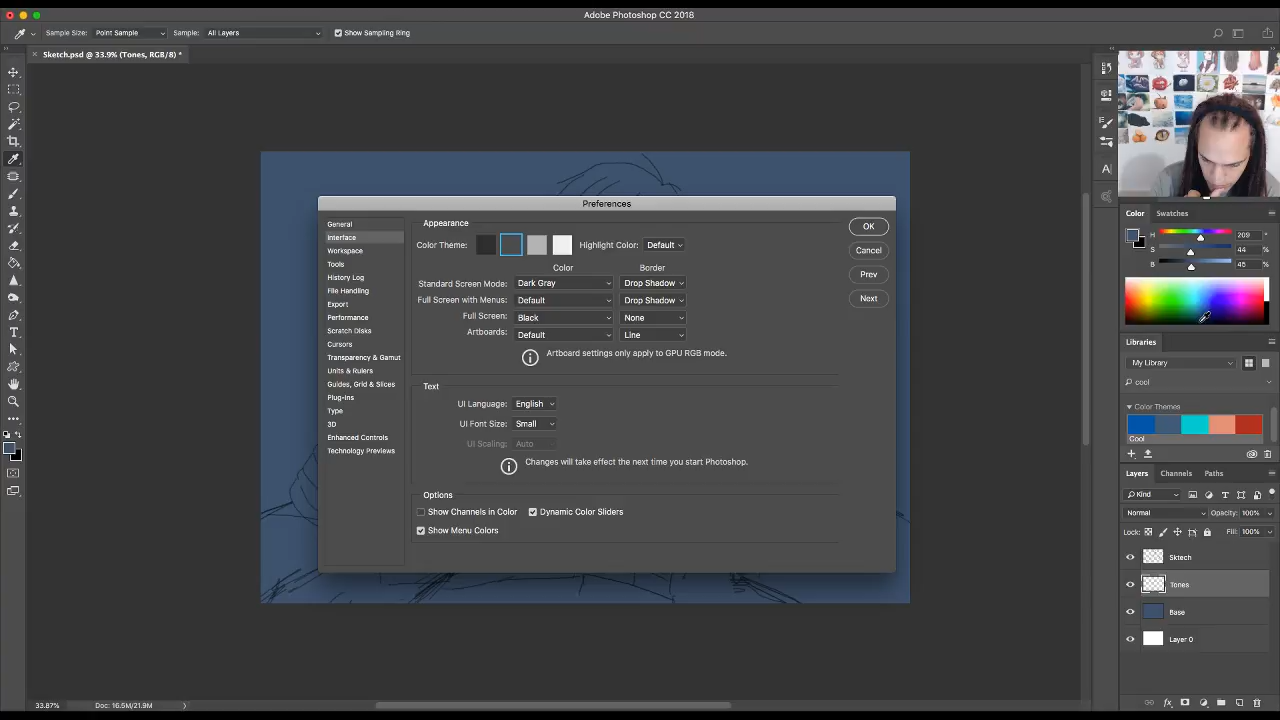 Adobe Photoshop CC 2018
Sample Size: Point Sample Sample: All Layers Show Sampling Ring
Sketch.psd @ 33.9% (Tones, RGB/8) *
Preferences
General
Interface
Workspace
Tools
History Log
File Handling
Export
Performance
Scratch Disks
Cursors
Transparency & Gamut
Units & Rulers
Guides, Grid & Slices
Plug-ins
Type
3D
Enhanced Controls
Technology Previews
Appearance
Color Theme: Highlight Color: Default
Color Border
Standard Screen Mode: Dark Gray Drop Shadow
Full Screen with Menus: Default Drop Shadow
Full Screen: Black None
Artboards: Default Line
Artboard settings only apply to GPU RGB mode.
Text
UI Language: English
UI Font Size: Small
UI Scaling: Auto
Changes will take effect the next time you start Photoshop.
Options
Show Channels in Color Dynamic Color Sliders
Show Menu Colors
OK
Cancel
Prev
Next
Color Swatches
H 209 °
S 44 %
B 45 %
Libraries
My Library
cool
Color Themes
Cool
Layers Channels Paths
Kind
Normal Opacity: 100%
Lock: Fill: 100%
Sktech
Tones
Base
Layer 0
33.87% Doc: 16.5M/21.9M